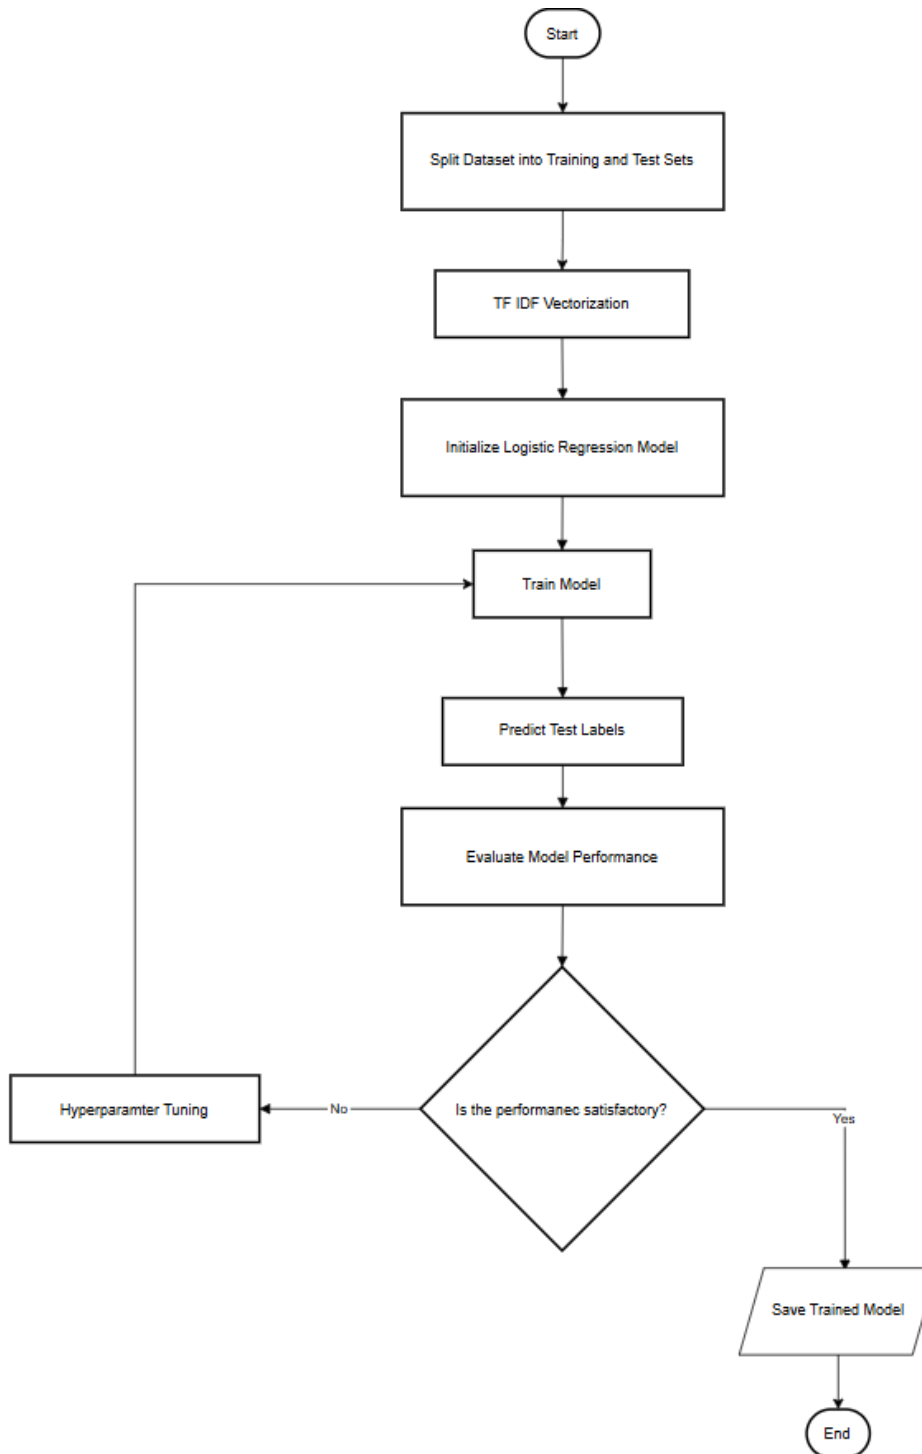 Start
Split Dataset into Training and Test Sets
TF IDF Vectorization
Initialize Logistic Regression Model
Train Model
Predict Test Labels
Evaluate Model Performance
Is the performanec satisfactory?
No
Hyperparamter Tuning
Yes
Save Trained Model
End